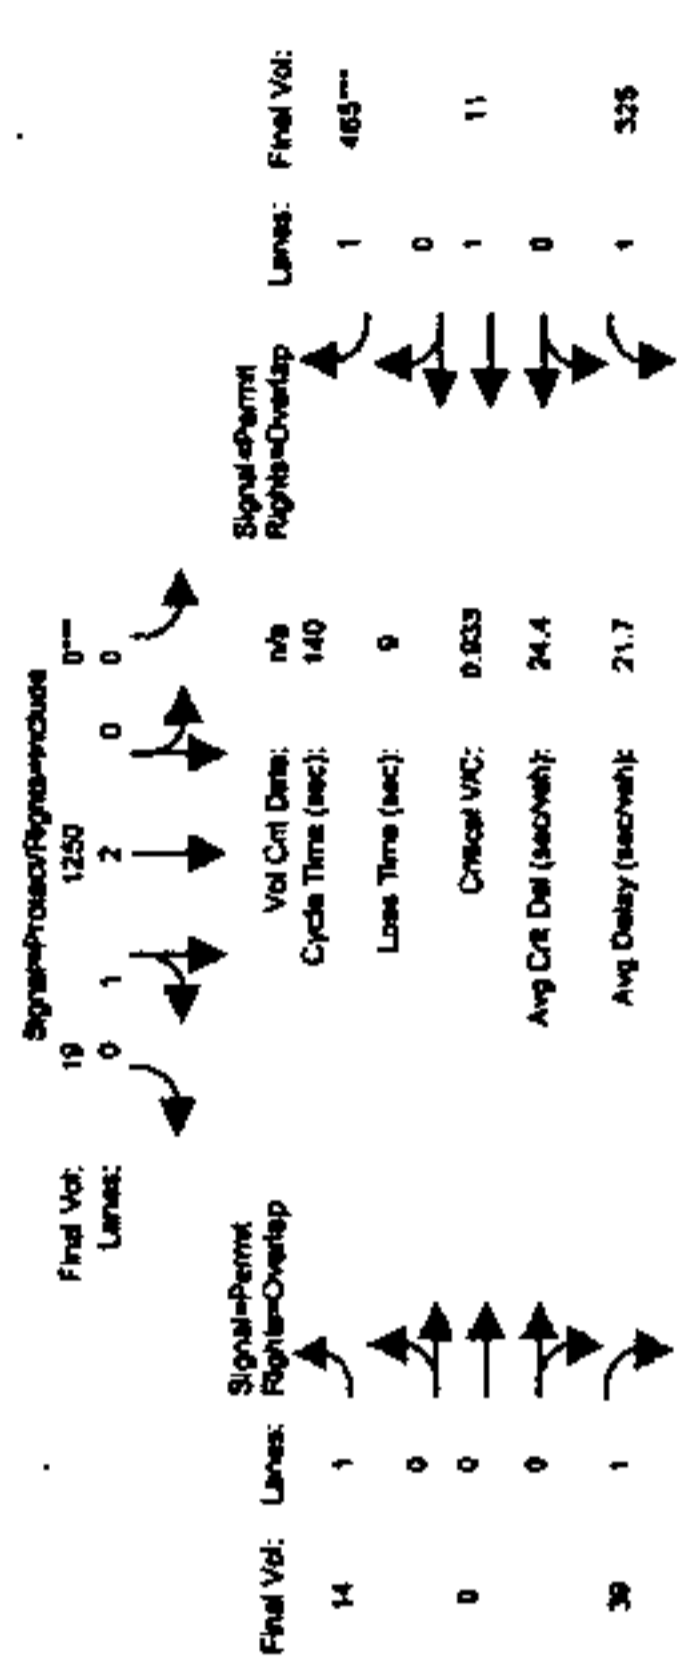 Signal=Protect/Rights=Include
Final Vol: 19 1250 0***
Lanes: 0 1 2 0 0
Signal=Permit Signal=Permit
Final Vol: Lanes: Rights=Overlap Vol Cnt Date: n/a Rights=Overlap Lanes: Final Vol:
Cycle Time (sec): 140
14 1 1 465***
Loss Time (sec): 9
0 0
0 0 Critical V/C: 0.933 1 11
0 Avg Crit Del (sec/veh): 24.4 0
39 1 Avg Delay (sec/veh): 21.7 1